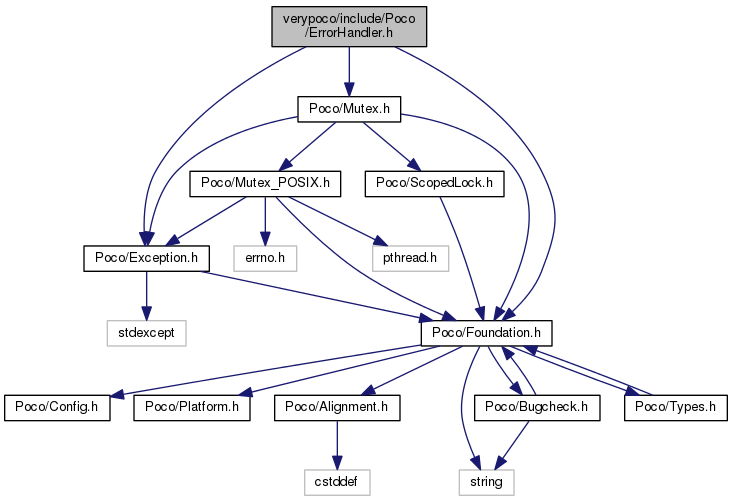 verypoco/include/Poco
/ErrorHandler.h
Poco/Mutex.h
Poco/Mutex_POSIX.h
Poco/ScopedLock.h
Poco/Exception.h
errno.h
pthread.h
stdexcept
Poco/Foundation.h
Poco/Config.h
Poco/Platform.h
Poco/Alignment.h
Poco/Bugcheck.h
Poco/Types.h
cstddef
string